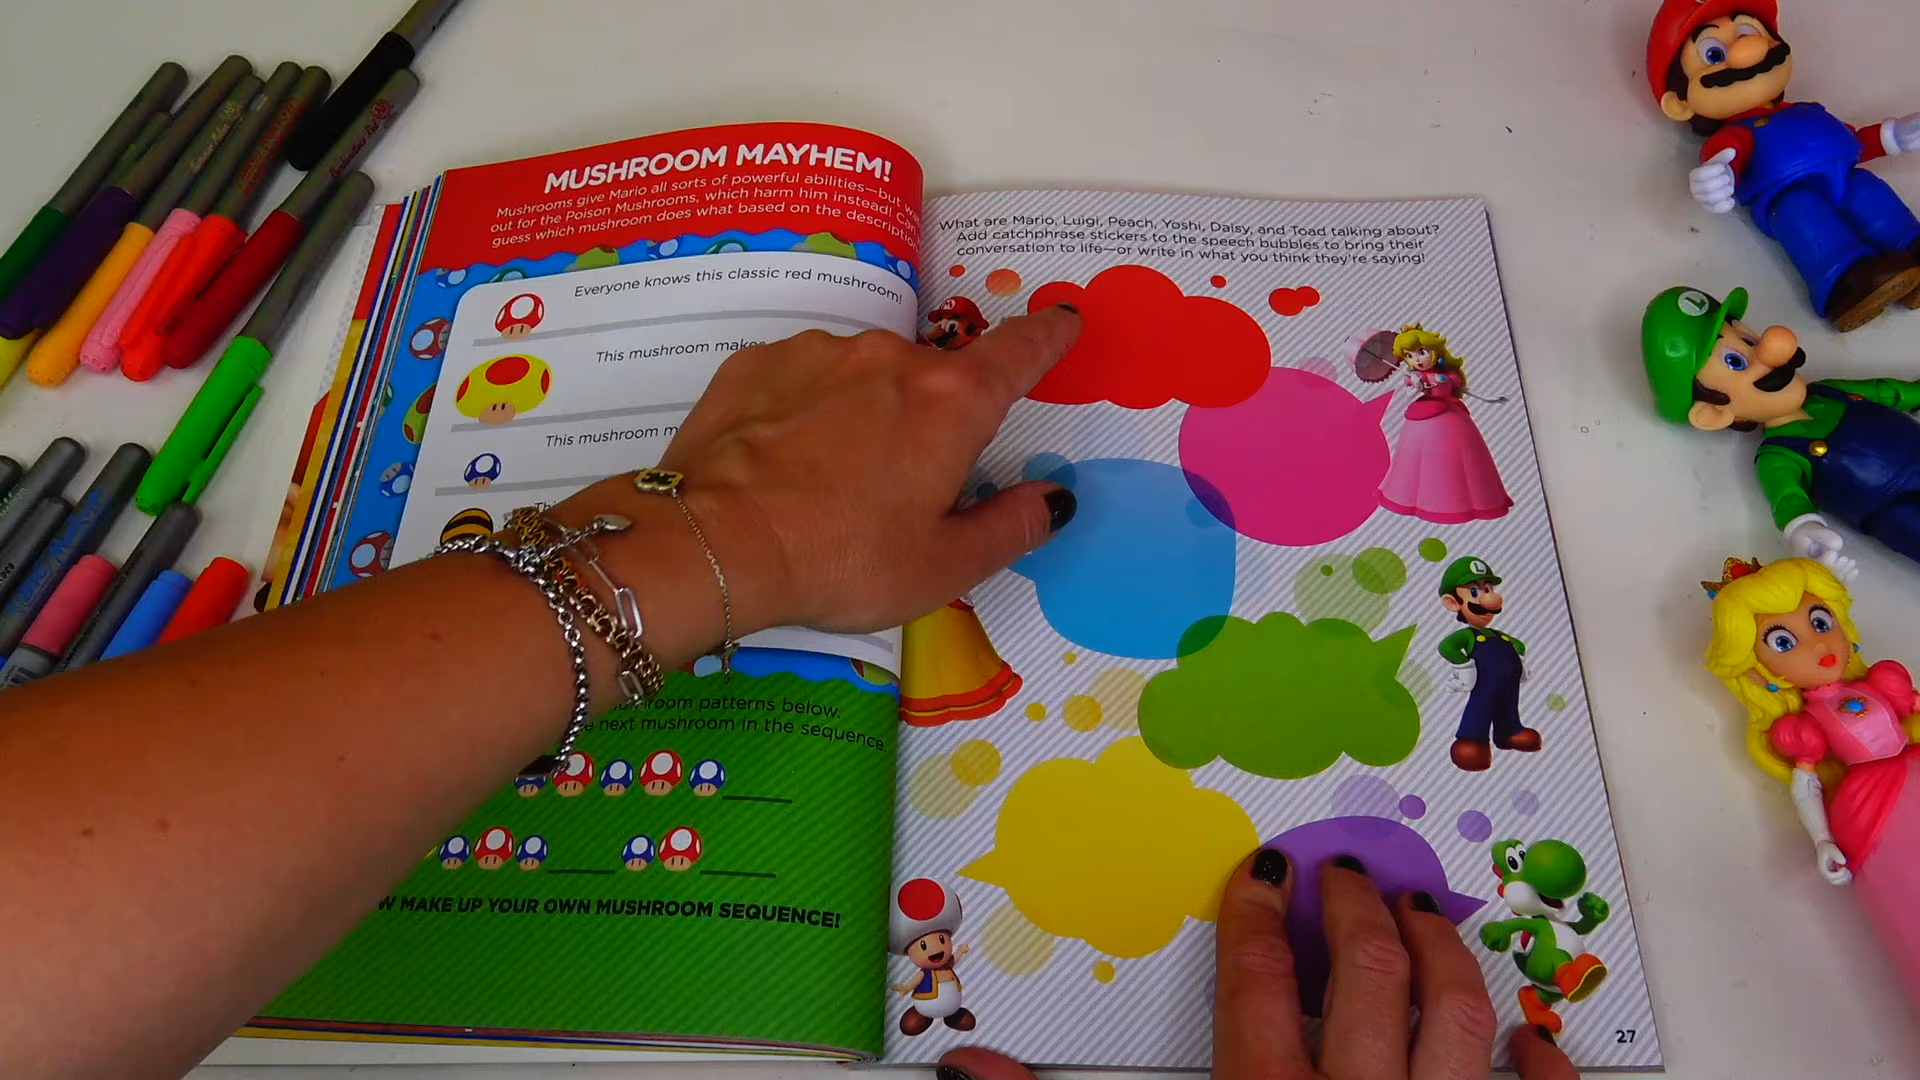 MUSHROOM MAYHEM!
Mushrooms give Mario all sorts of powerful abilities—but
out for the Poison Mushrooms, which harm him instead! Can
guess which mushroom does what based on the description
Everyone knows this classic red mushroom!
This mushroom makes
This mushroom m
This
room patterns below.
next mushroom in the sequence.
W MAKE UP YOUR OWN MUSHROOM SEQUENCE!
What are Mario, Luigi, Peach, Yoshi, Daisy, and Toad talking about?
Add catchphrase stickers to the speech bubbles to bring their
conversation to life—or write in what you think they're saying!
27